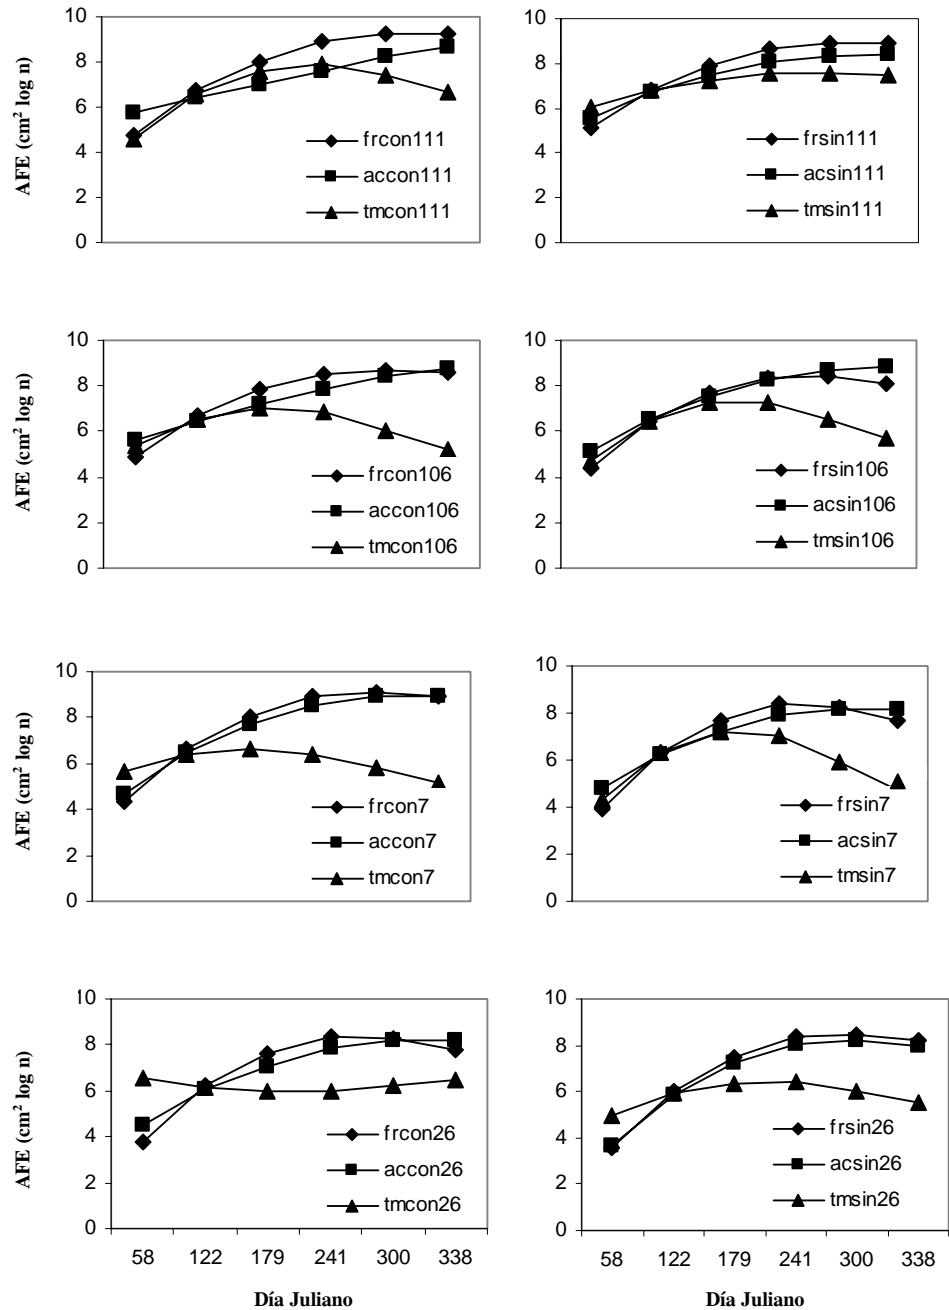 10
8
6
4
2
0
AFE (cm² log n)
frcon111
accon111
tmcon111
10
8
6
4
2
0
frsin111
acsin111
tmsin111
10
8
6
4
2
0
AFE (cm² log n)
frcon106
accon106
tmcon106
10
8
6
4
2
0
frsin106
acsin106
tmsin106
10
8
6
4
2
0
AFE (cm² log n)
frcon7
accon7
tmcon7
10
8
6
4
2
0
frsin7
acsin7
tmsin7
10
8
6
4
2
0
AFE (cm² log n)
frcon26
accon26
tmcon26
58 122 179 241 300 338
Día Juliano
10
8
6
4
2
0
frsin26
acsin26
tmsin26
58 122 179 241 300 338
Día Juliano